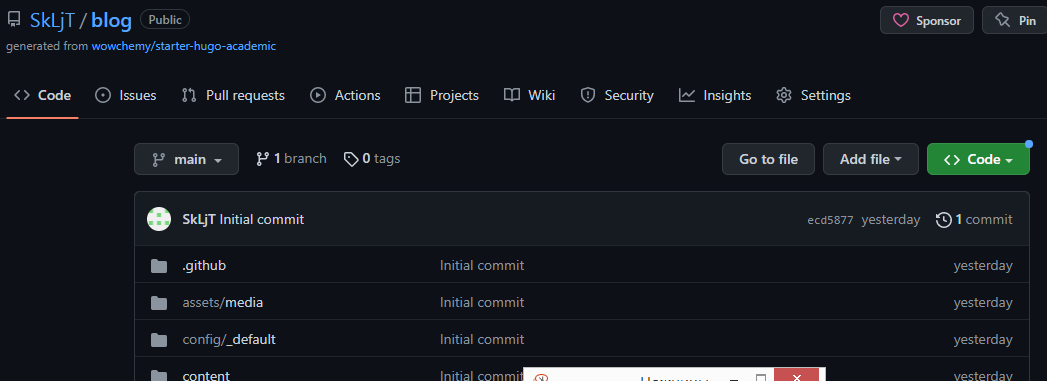 SkLjT / blog Public Sponsor Pin
generated from wowchemy/starter-hugo-academic
Code Issues Pull requests Actions Projects Wiki Security Insights Settings
main 1 branch 0 tags Go to file Add file Code
SkLjT Initial commit ecd5877 yesterday 1 commit
.github Initial commit yesterday
assets/media Initial commit yesterday
config/_default Initial commit yesterday
content Initial commit yesterday